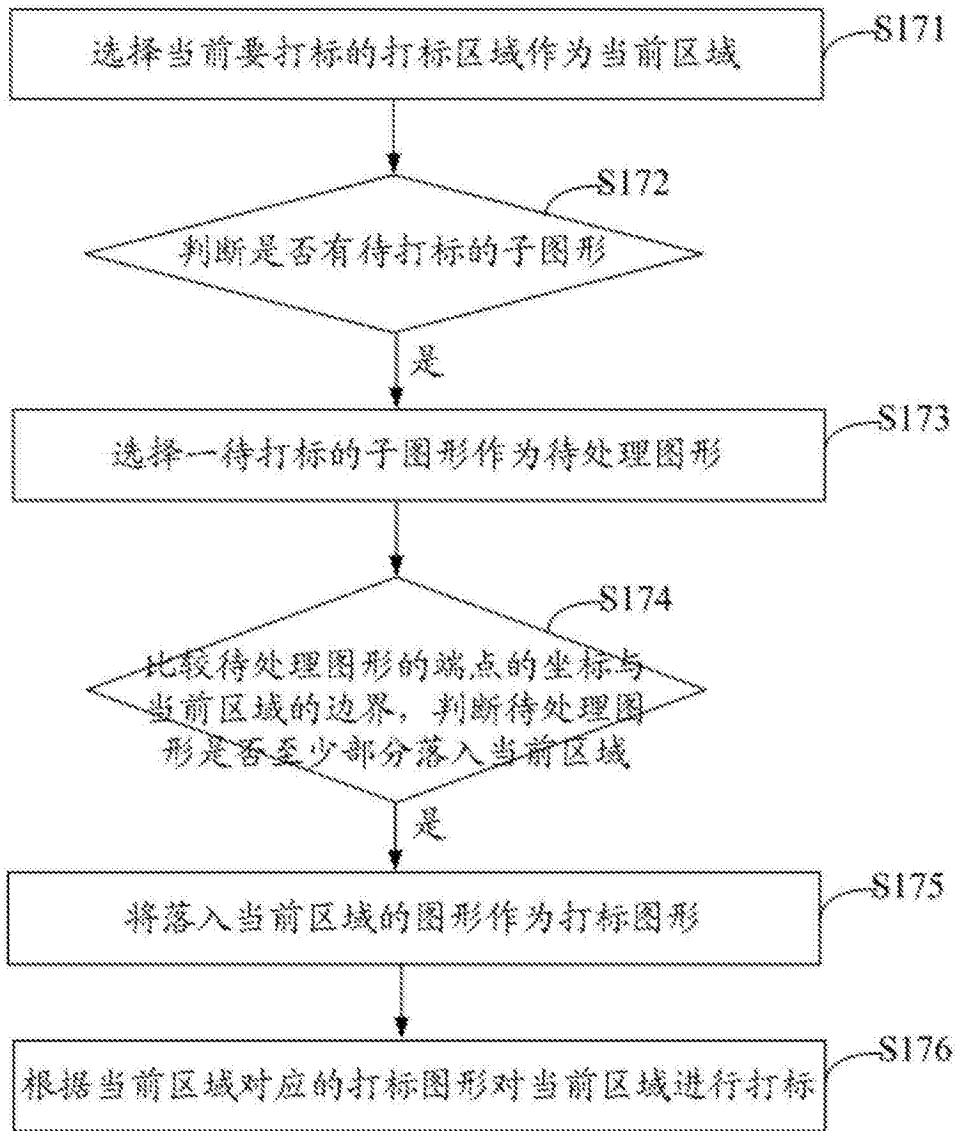 选择当前要打标的打标区域作为当前区域
S171
判断是否有待打标的子图形
S172
是
选择一待打标的子图形作为待处理图形
S173
比较待处理图形的端点的坐标与
当前区域的边界，判断待处理图
形是否至少部分落入当前区域
S174
是
将落入当前区域的图形作为打标图形
S175
根据当前区域对应的打标图形对当前区域进行打标
S176